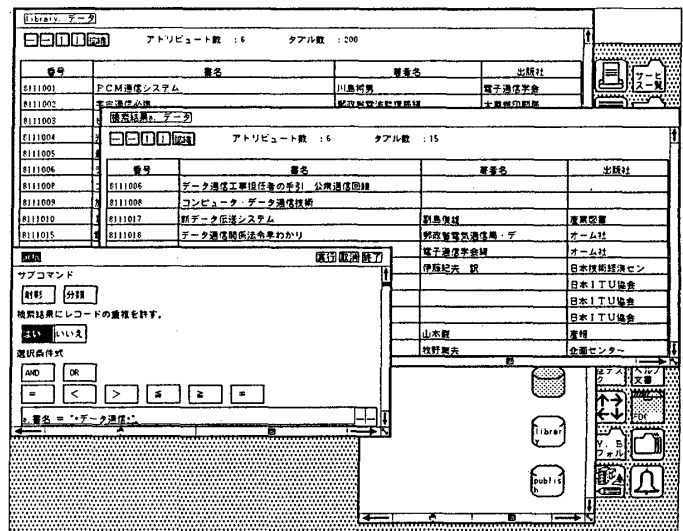 library. データ
アトリビュート数 :6 タプル数 :200
番号 書名 著者名 出版社
8111001 PCM通信システム 川島将男 電子通信学会
8111002
8111003
8111004
8111005
8111006
8111008
8111009
8111010
8111015
検索結果a. データ
アトリビュート数 :6 タプル数 :15
番号 書名 著者名 出版社
8111006 データ通信工事担任者の手引 公衆通信回線
8111008 コンピュータ・データ通信技術
8111017 新データ伝送システム 副島俊雄 産業図書
8111018 データ通信関係法令早わかり 郵政省電気通信局・デ オーム社
電子通信学会編 オーム社
伊藤紀夫 訳 日本技術経済セン
日本ITU協会
日本ITU協会
日本ITU協会
産報
企画センター
実行 取消 終了
サブコマンド
射影 分類
検索結果にレコードの重複を許す。
はい いいえ
選択条件式
AND OR
= < > ≦ ≧ ≠
a.書名 = "*データ通信*"
サービス一覧
library
publish